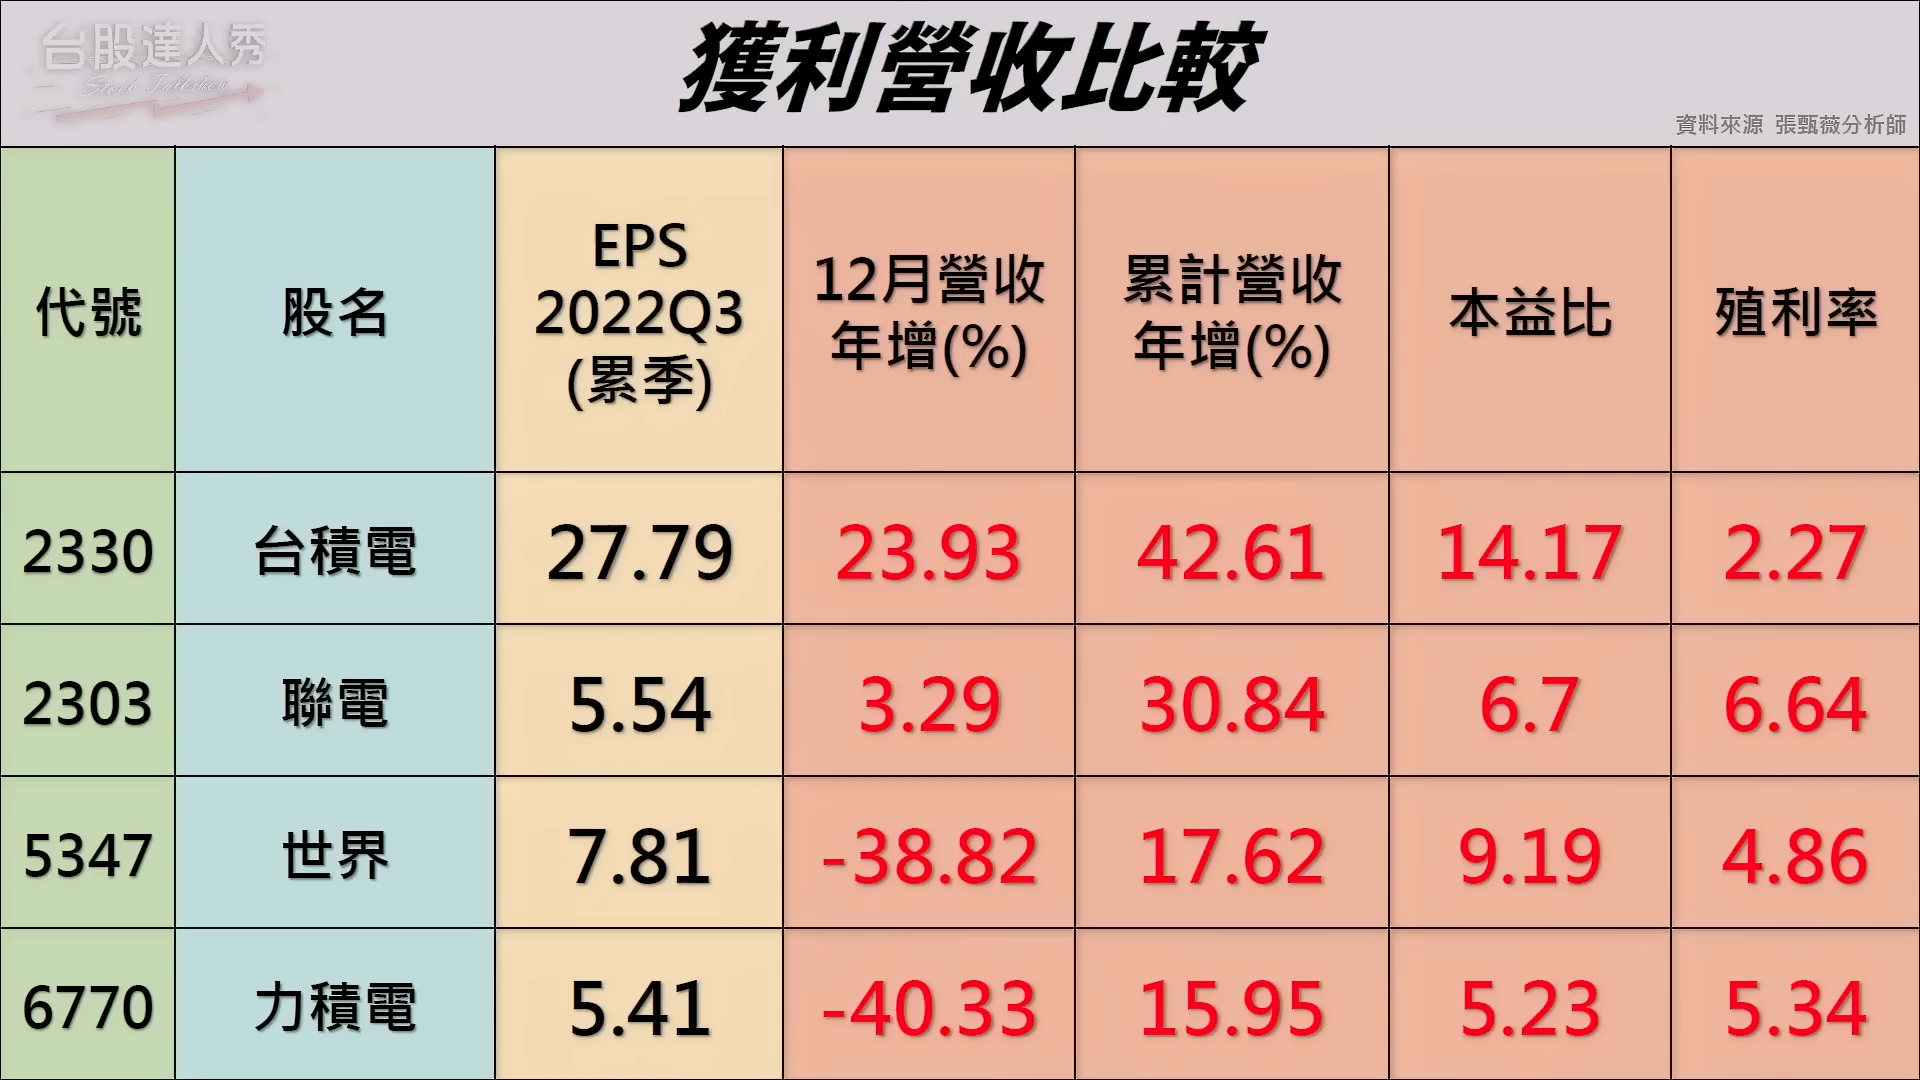 台股達人秀
Stock Talkshow
獲利營收比較
資料來源 張甄薇分析師
代號 股名 EPS 2022Q3 (累季) 12月營收年增(%) 累計營收年增(%) 本益比 殖利率
2330 台積電 27.79 23.93 42.61 14.17 2.27
2303 聯電 5.54 3.29 30.84 6.7 6.64
5347 世界 7.81 -38.82 17.62 9.19 4.86
6770 力積電 5.41 -40.33 15.95 5.23 5.34